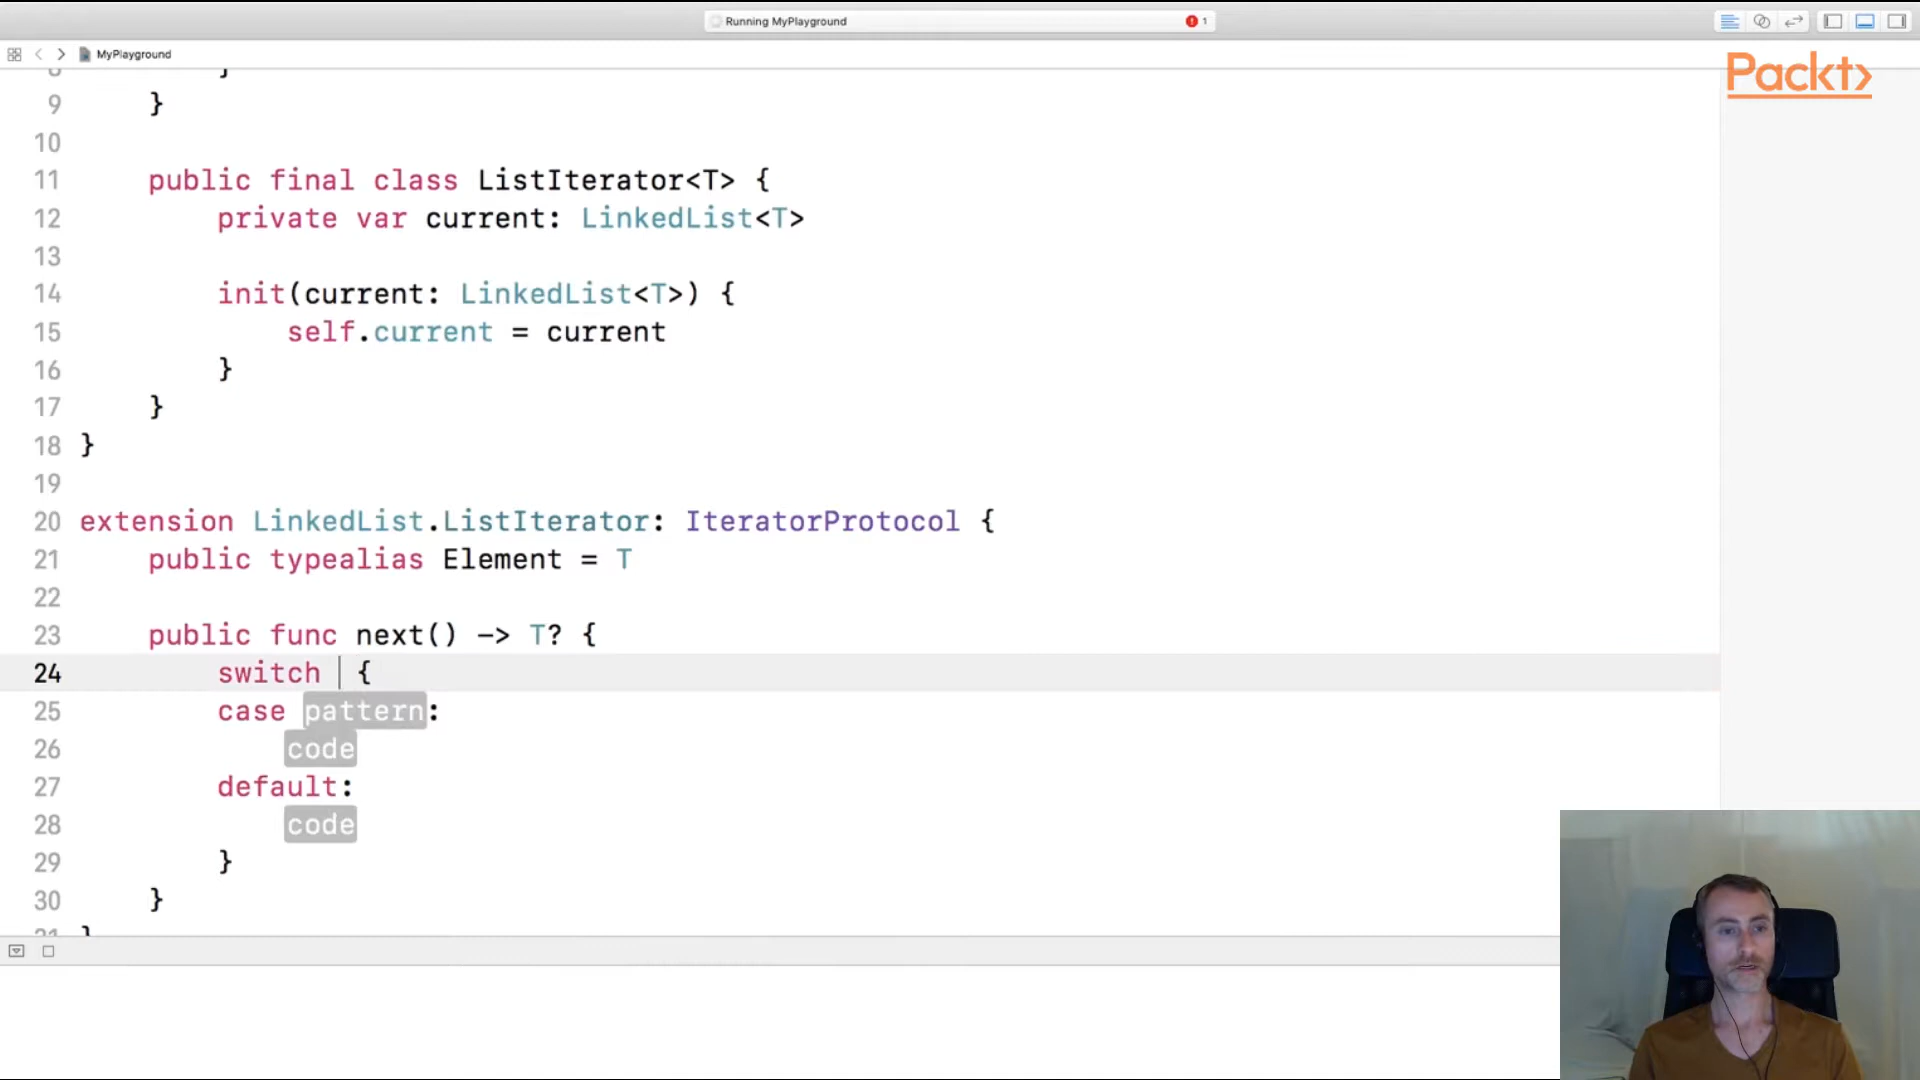 Running MyPlayground
1
MyPlayground
Packt>
}
9 }
10
11 public final class ListIterator<T> {
12 private var current: LinkedList<T>
13
14 init(current: LinkedList<T>) {
15 self.current = current
16 }
17 }
18 }
19
20 extension LinkedList.ListIterator: IteratorProtocol {
21 public typealias Element = T
22
23 public func next() -> T? {
24 switch {
25 case pattern:
26 code
27 default:
28 code
29 }
30 }